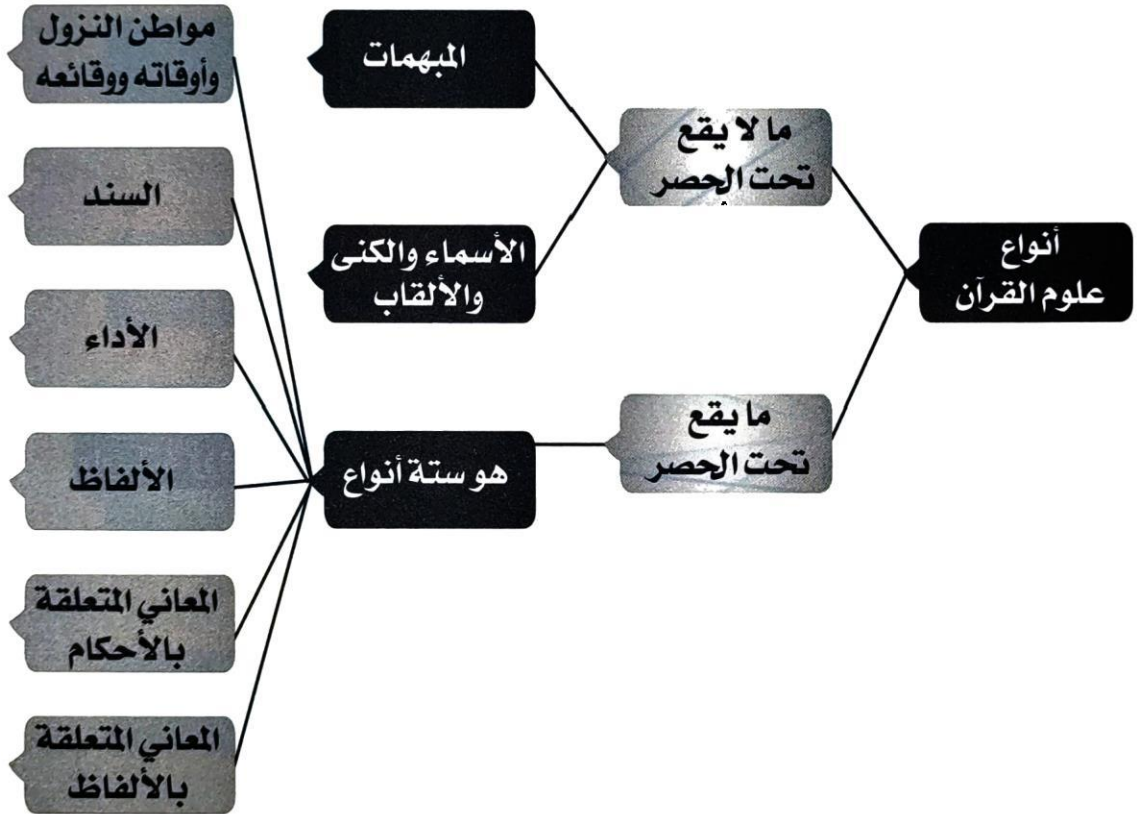 أنواع
علوم القرآن
ما لا يقع
تحت الحصر
المبهمات
الأسماء والكنى
والألقاب
ما يقع
تحت الحصر
هو ستة أنواع
مواطن النزول
وأوقاته ووقائعه
السند
الأداء
الألفاظ
المعاني المتعلقة
بالأحكام
المعاني المتعلقة
بالألفاظ